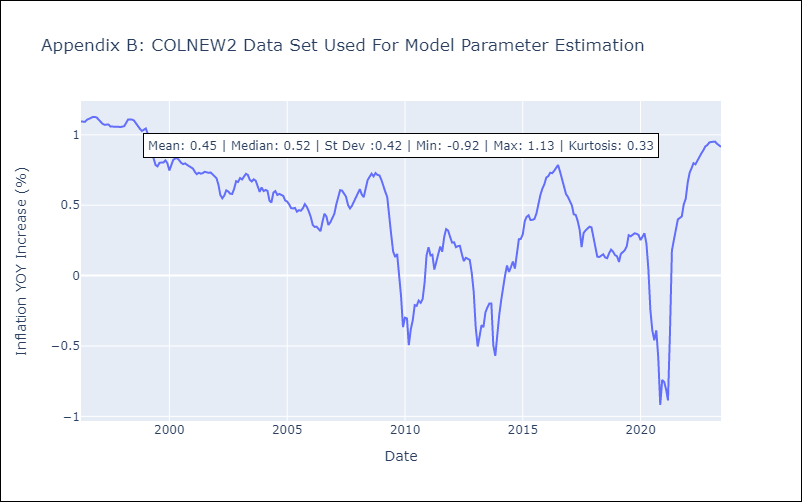 Appendix B: COLNEW2 Data Set Used For Model Parameter Estimation
Mean: 0.45 | Median: 0.52 | St Dev :0.42 | Min: -0.92 | Max: 1.13 | Kurtosis: 0.33
Inflation YOY Increase (%)
1
0.5
0
−0.5
−1
2000
2005
2010
2015
2020
Date